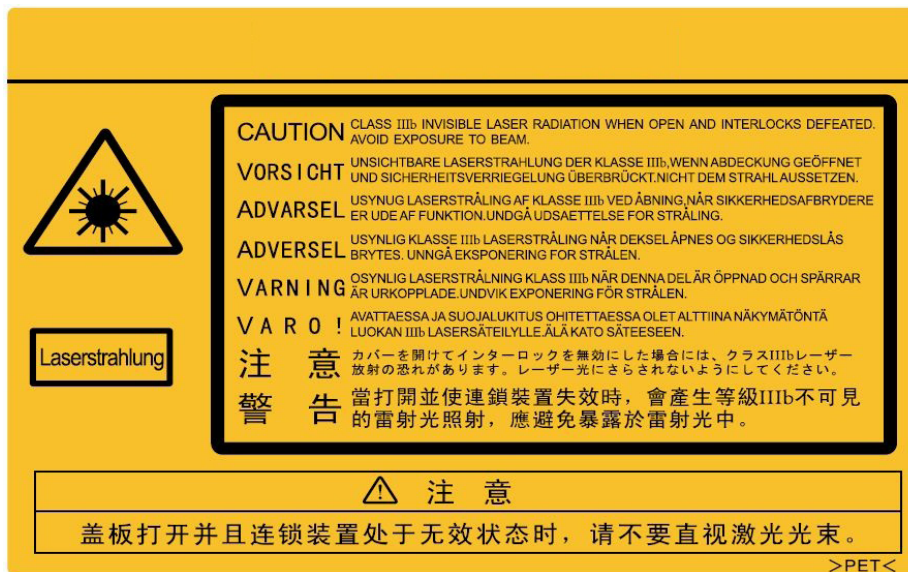 CAUTION CLASS IIIb INVISIBLE LASER RADIATION WHEN OPEN AND INTERLOCKS DEFEATED.
AVOID EXPOSURE TO BEAM.
VORSICHT UNSICHTBARE LASERSTRAHLUNG DER KLASSE IIIb,WENN ABDECKUNG GEÖFFNET
UND SICHERHEITSVERRIEGELUNG ÜBERBRÜCKT.NICHT DEM STRAHLAUSSETZEN.
ADVARSEL USYNUG LASERSTRÅLING AF KLASSE IIIb VED ÅBNING,NÅR SIKKERHEDSAFBRYDERE
ER UDE AF FUNKTION.UNDGÅ UDSAETTELSE FOR STRÅLING.
ADVERSEL USYNLIG KLASSE IIIb LASERSTRÅLING NÅR DEKSEL ÅPNES OG SIKKERHEDSLÅS
BRYTES. UNNGÅ EKSPONERING FOR STRÅLEN.
VARNING OSYNLIG LASERSTRÅLNING KLASS IIIb NÄR DENNA DEL ÄR ÖPPNAD OCH SPÄRRAR
ÄR URKOPPLADE.UNDVIK EXPONERING FÖR STRÅLEN.
VARO! AVATTAESSA JA SUOJALUKITUS OHITETTAESSA OLET ALTTIINA NÄKYMÄTÖNTÄ
LUOKAN IIIb LASERSÄTEILYLLE.ÄLÄ KATO SÄTEESEEN.
Laserstrahlung
注 意 カバーを開けてインターロックを無効にした場合には、クラスIIIbレーザー
放射の恐れがあります。レーザー光にさらされないようにしてください。
警 告 當打開並使連鎖裝置失效時，會產生等級IIIb不可見
的雷射光照射，應避免暴露於雷射光中。
注 意
盖板打开并且连锁装置处于无效状态时，请不要直视激光光束。
>PET<